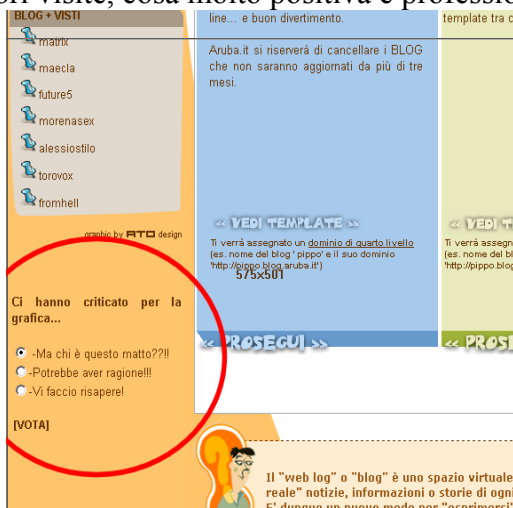 visite, cosa molto positiva e
BLOG + VISTI
matrix
maecla
future5
morenasex
alessiostilo
torovox
fromhell
graphic by ATO design
Ci hanno criticato per la
grafica...
-Ma chi è questo matto??!!
-Potrebbe aver ragione!!!
-Vi faccio risapere!
[VOTA]
line... e buon divertimento.
Aruba.it si riserverà di cancellare i BLOG
che non saranno aggiornati da più di tre
mesi.
<< VEDI TEMPLATE >>
Ti verrà assegnato un dominio di quarto livello
(es. nome del blog ' pippo' e il suo dominio
'http://pippo.blog.aruba.it')
575x501
<< PROSEGUI >>
template tra
<< VEDI
Ti verrà
(es. nome del
'http://pippo.blog
<<
Il "web log" o "blog" è uno spazio virtuale
reale" notizie, informazioni o storie di ogni
E' dunque un nuovo modo per "esprimersi"